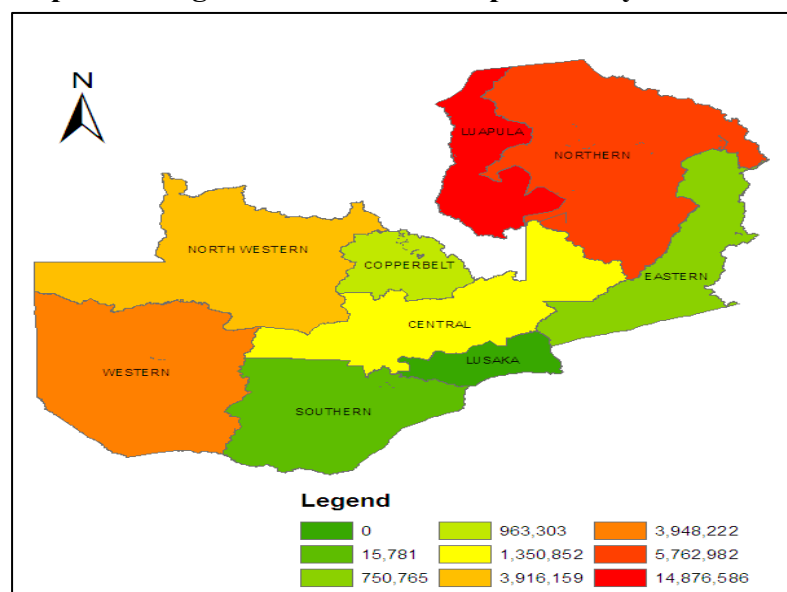 N
LUAPULA
NORTHERN
NORTH WESTERN
COPPERBELT
EASTERN
CENTRAL
LUSAKA
WESTERN
SOUTHERN
Legend
0 963,303 3,948,222
15,781 1,350,852 5,762,982
750,765 3,916,159 14,876,586